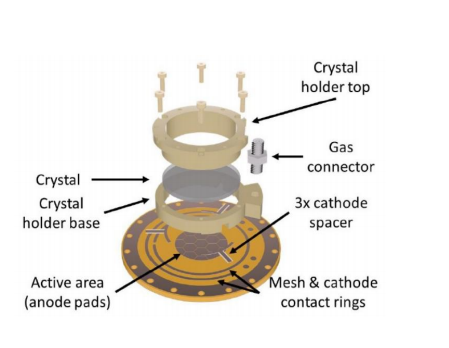 Crystal
holder top
Gas
connector
Crystal
Crystal
holder base
3x cathode
spacer
Active area
(anode pads)
Mesh & cathode
contact rings